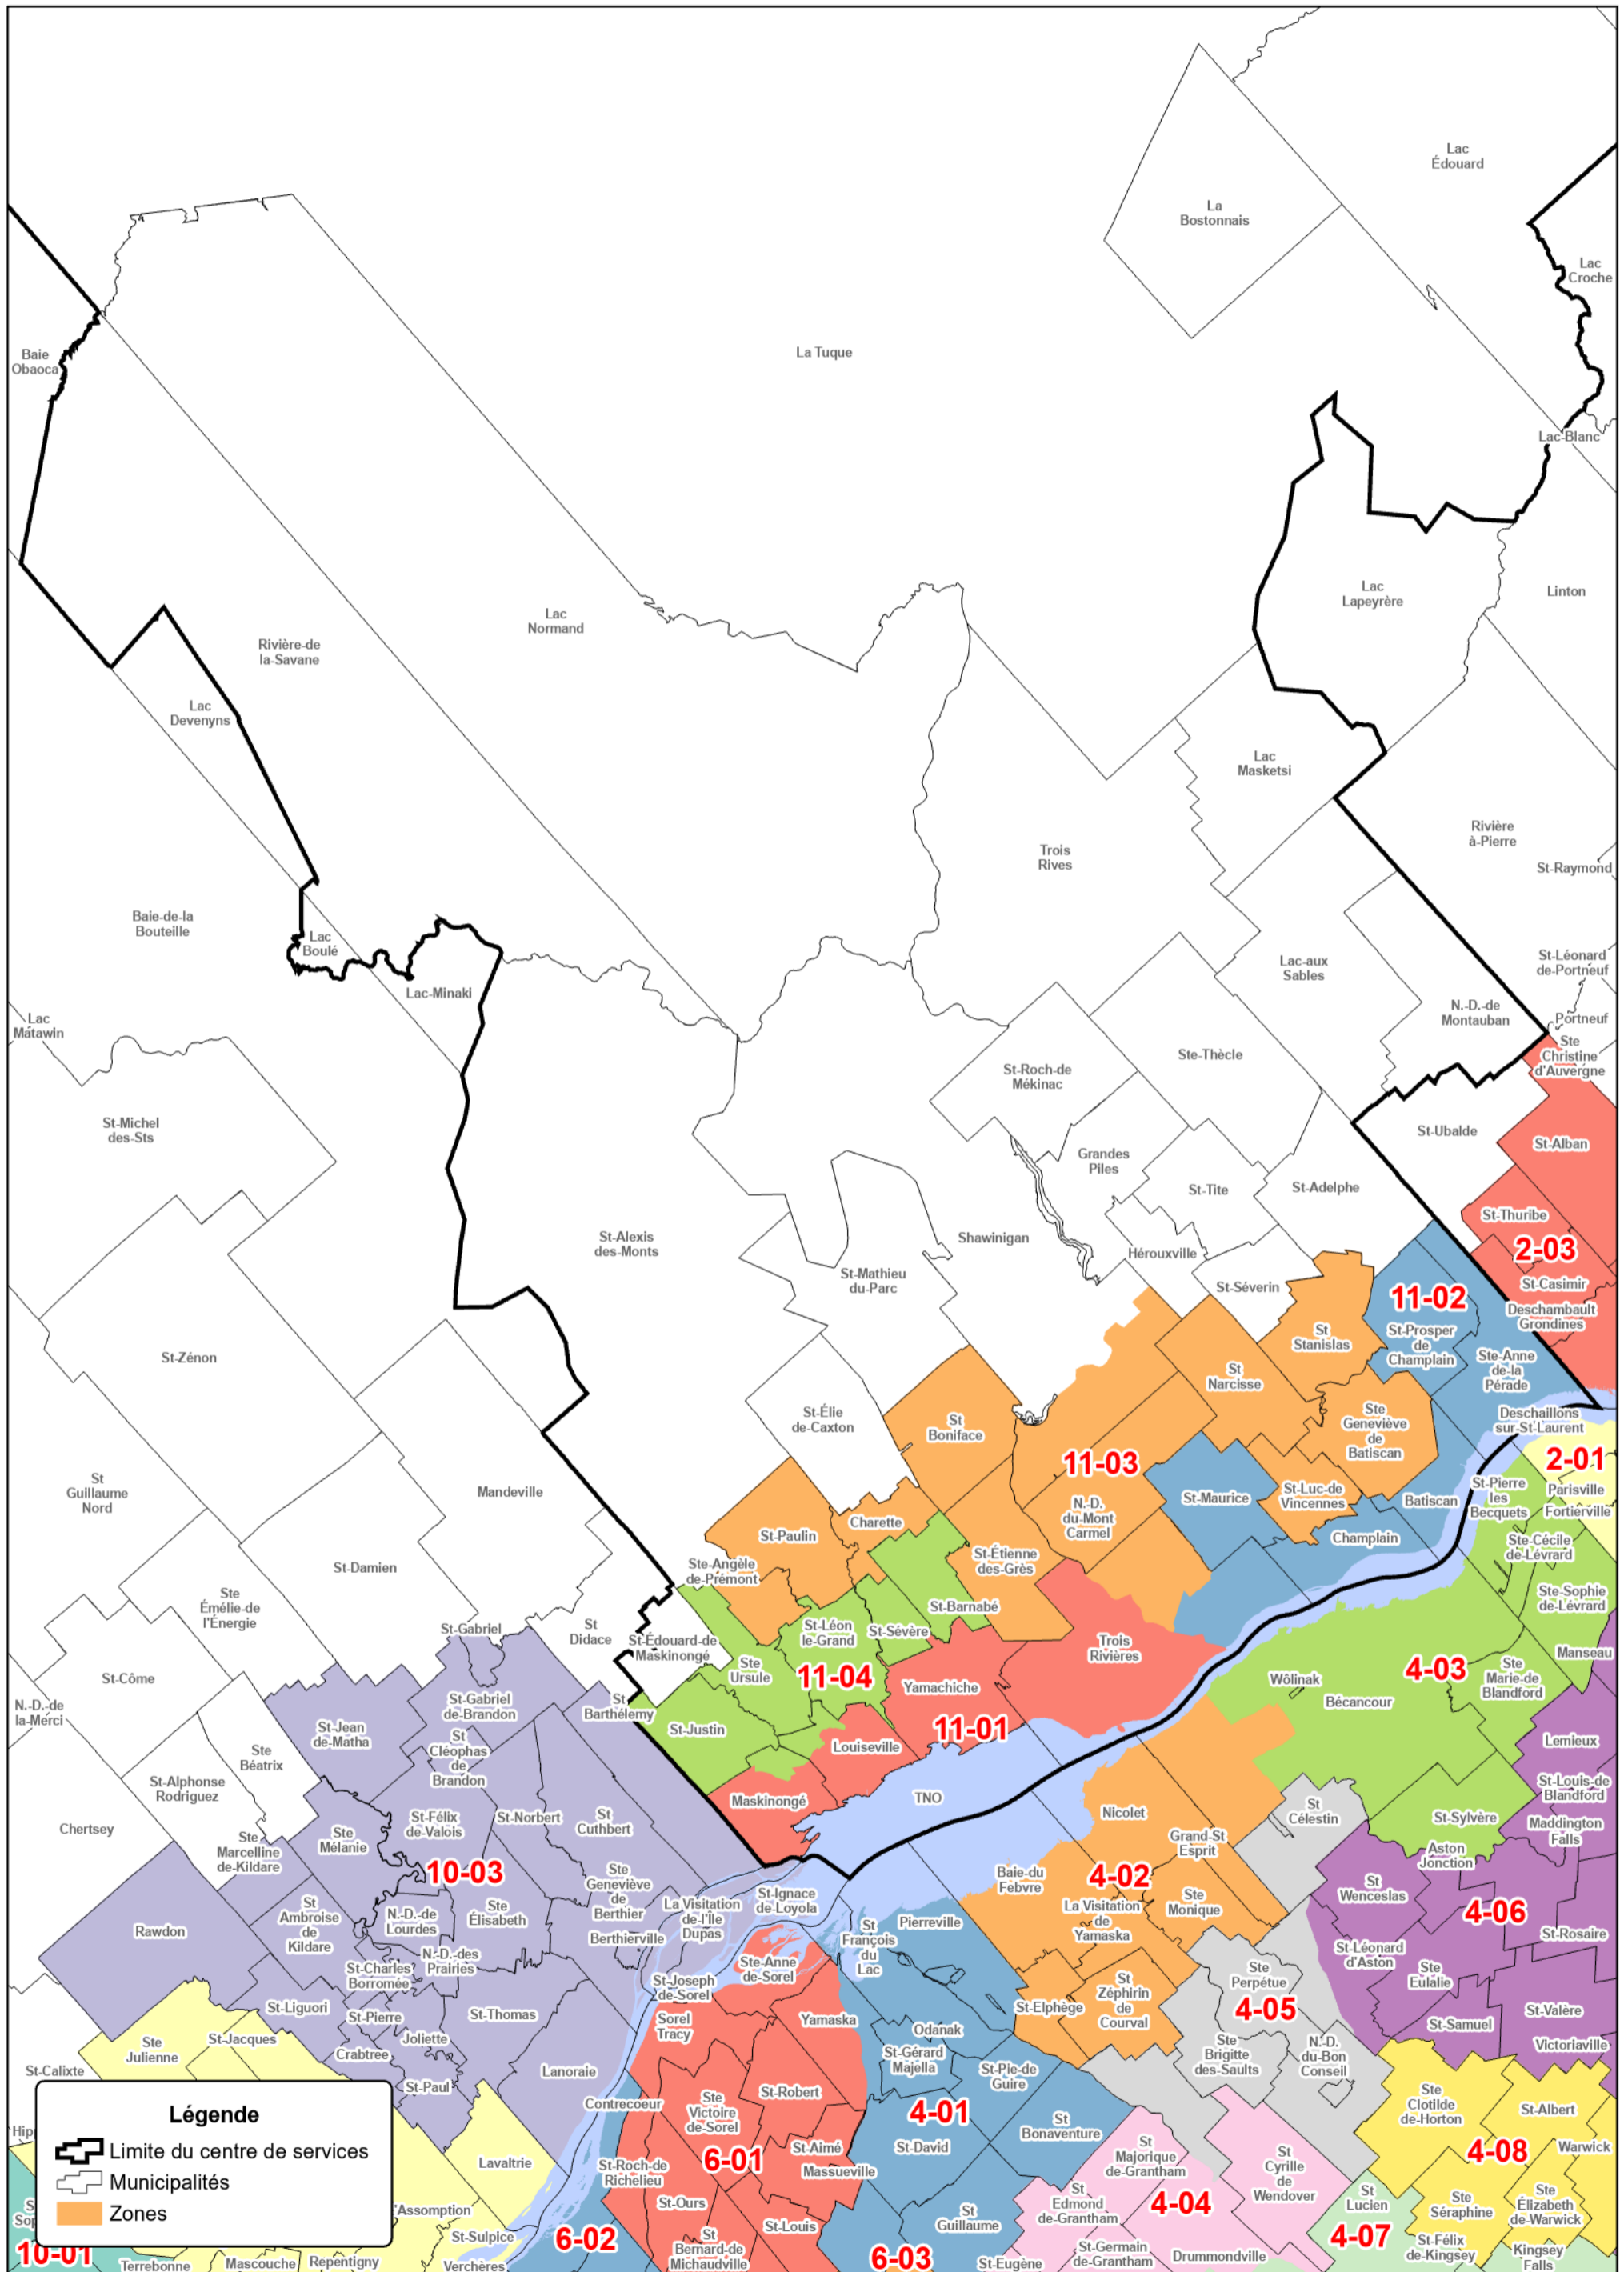 Lac
Édouard
La
Bostonnais
Lac
Croche
Baie
Obaoca
La Tuque
Lac-Blanc
Lac
Lapeyrère
Linton
Lac
Normand
Rivière-de
la-Savane
Lac
Devenyns
Lac
Masketsi
Rivière
à-Pierre
Trois
Rives
St-Raymond
Baie-de-la
Bouteille
Lac
Boulé
Lac-aux
Sables
St-Léonard
de-Portneuf
Lac-Minaki
N.-D.-de
Montauban
Portneuf
Lac
Matawin
Ste-Thècle
Ste
Christine
d'Auvergne
St-Roch-de
Mékinac
St-Michel
des-Sts
St-Ubalde
St-Alban
Grandes
Piles
St-Tite
St-Adelphe
St-Thuribe
2-03
St-Alexis
des-Monts
Shawinigan
Hérouxville
St-Mathieu
du-Parc
St-Séverin
St-Casimir
11-02
Deschambault
Grondines
St
Stanislas
St-Prosper
de
Champlain
Ste-Anne
de-la
Pérade
St-Zénon
St
Narcisse
St-Élie
de-Caxton
St
Boniface
Ste
Geneviève
de
Batiscan
Deschaillons
sur-St-Laurent
11-03
2-01
St
Guillaume
Nord
Mandeville
St-Maurice
St-Luc-de
Vincennes
Batiscan
St-Pierre
les
Becquets
Parisville
Fortierville
N.-D.
du-Mont
Carmel
St-Paulin
Charette
Champlain
Ste-Cécile
de-Lévrard
Ste-Angèle
de-Prémont
St-Étienne
des-Grès
St-Damien
Ste-Sophie
de-Lévrard
Ste
Émélie-de
l'Énergie
St-Barnabé
St-Gabriel
St
Didace
St-Édouard-de
Maskinongé
St-Léon
le-Grand
St-Sévère
Trois
Rivières
Manseau
St-Côme
Ste
Ursule
11-04
Yamachiche
Wôlinak
4-03
Ste
Marie-de
Blandford
Bécancour
N.-D.-de
la-Merci
St-Gabriel
de-Brandon
St
Barthélemy
St-Justin
11-01
St-Jean
de-Matha
Louiseville
Lemieux
St
Cléophas
de
Brandon
Ste
Béatrix
St-Alphonse
Rodriguez
St-Louis-de
Blandford
Maskinongé
TNO
Nicolet
St
Célestin
St-Sylvère
Maddington
Falls
Chertsey
St-Félix
de-Valois
St-Norbert
St
Cuthbert
Ste
Mélanie
Ste
Marcelline
de-Kildare
Grand-St
Esprit
Aston
Jonction
10-03
Baie-du
Febvre
4-02
St
Wenceslas
Ste
Geneviève
de
Berthier
La Visitation
de-l'Île
Dupas
St-Ignace
de-Loyola
La Visitation
de
Yamaska
Ste
Monique
4-06
St
Ambroise
de
Kildare
N.-D.-de
Lourdes
Ste
Élisabeth
Rawdon
Berthierville
St
François
du
Lac
Pierreville
St-Rosaire
N.-D.-des
Prairies
St-Charles
Borromée
Ste-Anne
de-Sorel
St-Léonard
d'Aston
Ste
Eulalie
Ste
Perpétue
St-Joseph
de-Sorel
4-05
St-Liguori
St-Pierre
St-Thomas
Sorel
Tracy
Yamaska
St-Elphège
St
Zéphirin
de
Courval
St-Valère
St-Samuel
Odanak
Ste
Julienne
St-Jacques
Joliette
Crabtree
Victoriaville
St-Gérard
Majella
St-Pie-de
Guire
Ste
Brigitte
des-Saults
N.-D.
du-Bon
Conseil
St-Calixte
Lanoraie
St-Paul
Contrecoeur
Ste
Victoire
de-Sorel
St-Robert
Ste
Clotilde
de-Horton
St-Albert
4-01
St
Bonaventure
Légende
Limite du centre de services
Municipalités
Zones
St-David
St-Aimé
Massueville
4-08
Warwick
Lavaltrie
St-Roch-de
Richelieu
6-01
St
Majorique
de-Grantham
St
Cyrille
de
Wendover
St-Ours
St
Edmond
de-Grantham
4-04
St
Lucien
Ste
Séraphine
Ste
Élizabeth
de-Warwick
'Assomption
St-Sulpice
6-02
St-Louis
St
Guillaume
4-07
10-01
St
Bernard-de
Michaudville
6-03
St-Eugène
St-Germain
de-Grantham
Drummondville
St-Félix
de-Kingsey
Kingsey
Falls
Terrebonne
Mascouche
Repentigny
Verchères